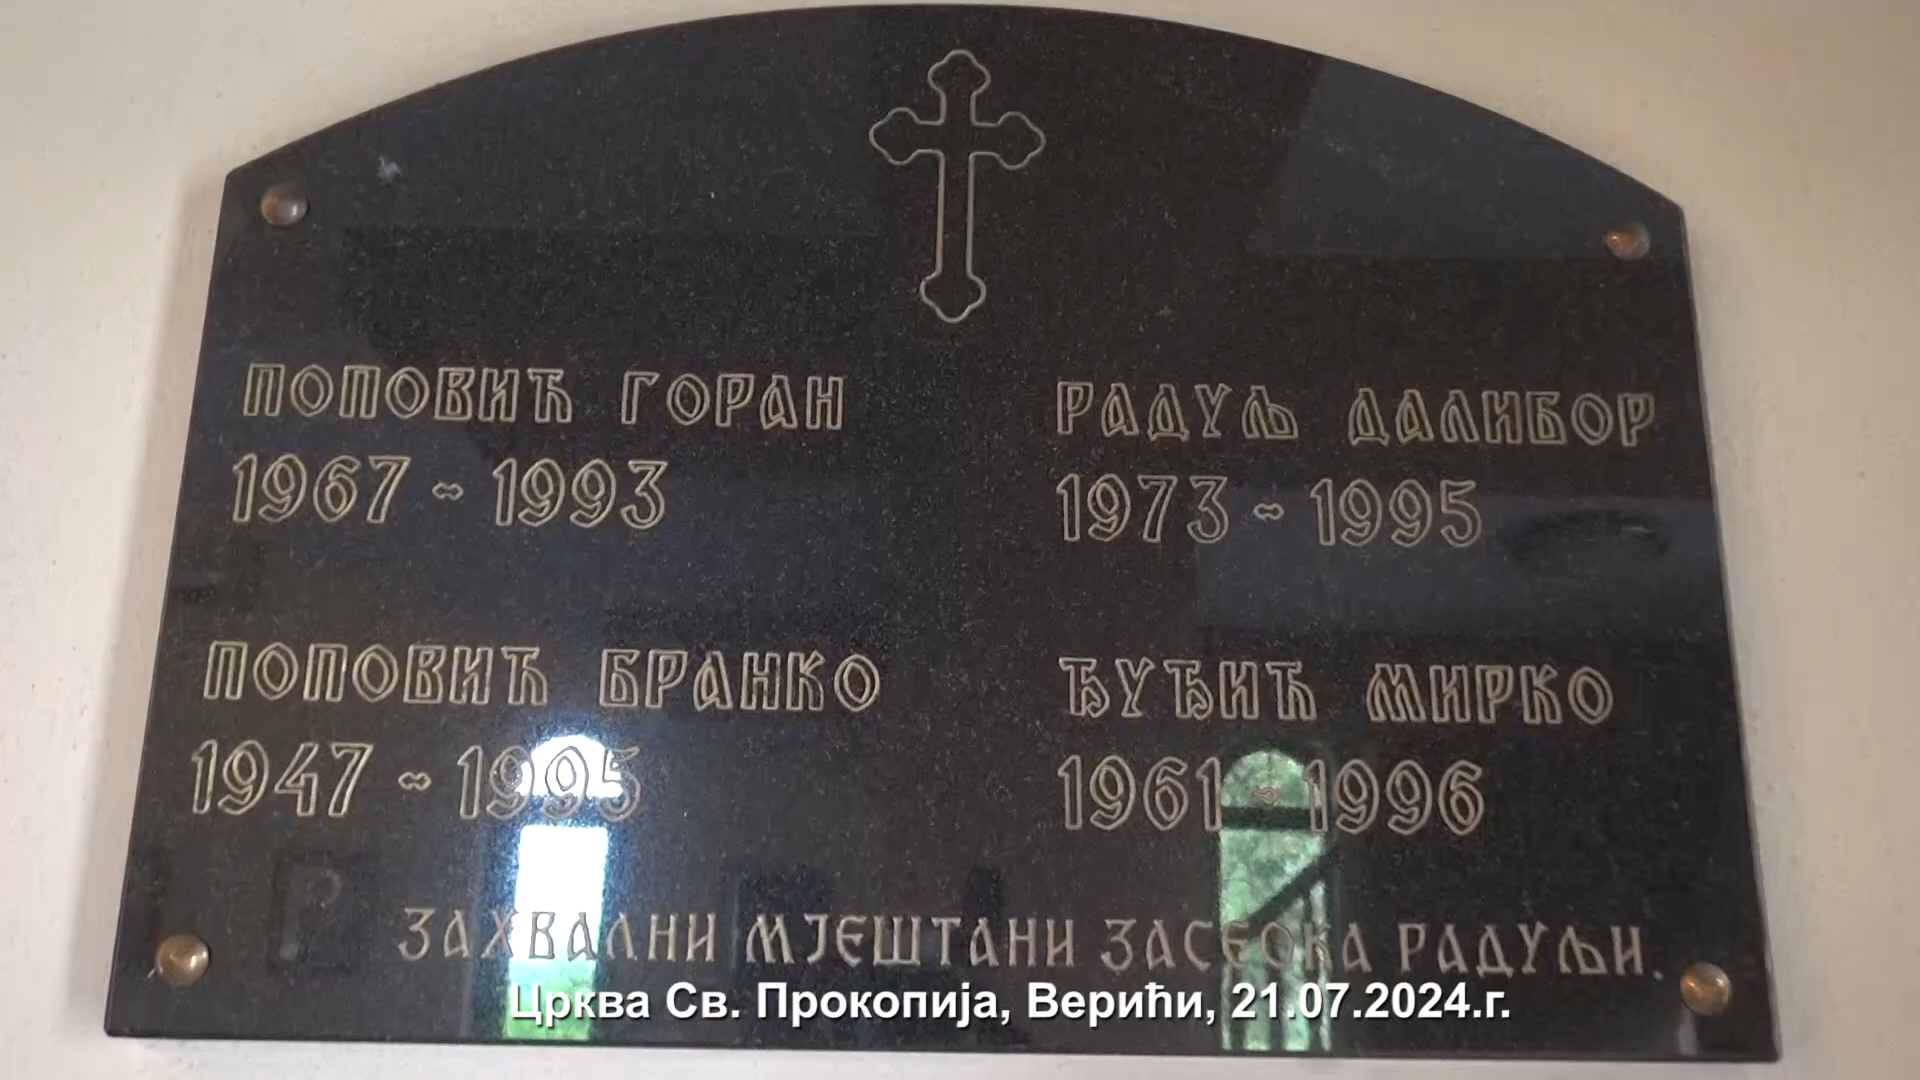 ПОПОВИЋ ГОРАН
1967 - 1993
РАДУЉ ДАЛИБОР
1973 - 1995
ПОПОВИЋ БРАНКО
1947 - 1995
ЂУЂИЋ МИРКО
1961 - 1996
ЗАХВАЛНИ МЈЕШТАНИ ЗАСЕОКА РАДУЉИ.
Црква Св. Прокопија, Верићи, 21.07.2024.г.